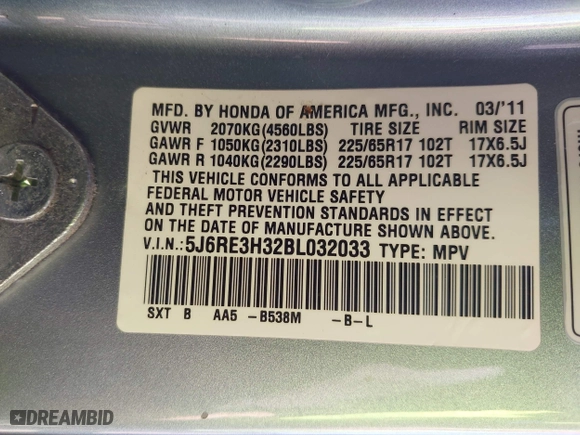 MFD. BY HONDA OF AMERICA MFG., INC. 03/'11
GVWR 2070KG(4560LBS) TIRE SIZE RIM SIZE
GAWR F 1050KG(2310LBS) 225/65R17 102T 17X6.5J
GAWR R 1040KG(2290LBS) 225/65R17 102T 17X6.5J
THIS VEHICLE CONFORMS TO ALL APPLICABLE
FEDERAL MOTOR VEHICLE SAFETY
AND THEFT PREVENTION STANDARDS IN EFFECT
ON THE DATE OF MANUFACTURE SHOWN ABOVE.
V.I.N.:5J6RE3H32BL032033 TYPE: MPV
SXT B AA5 -B538M -B-L
DREAMBID